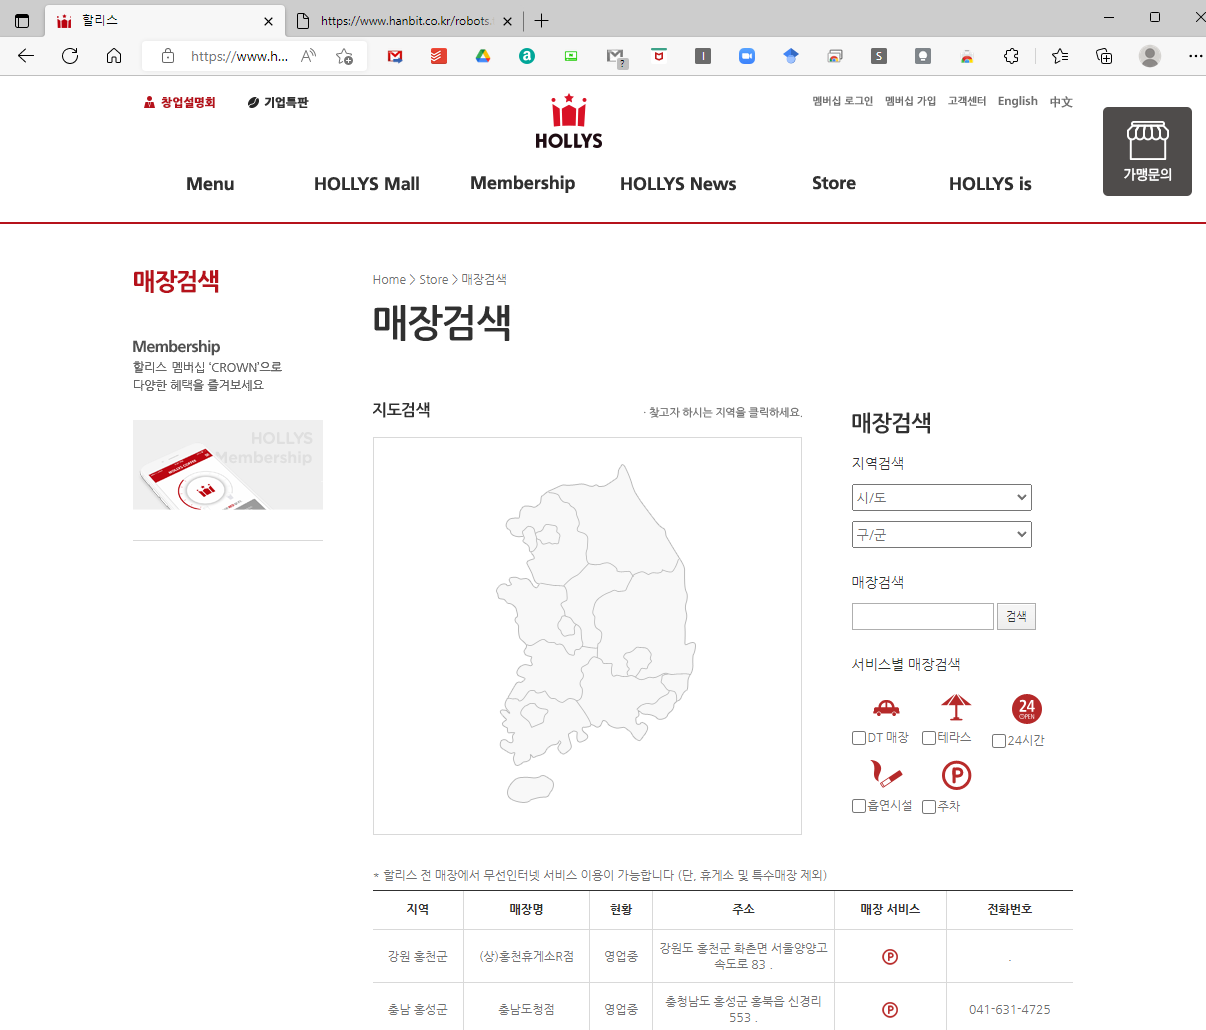 할리스
https://www.hanbit.co.kr/robots.
https://www.h...
창업설명회
기업특판
HOLLYS
멤버십 로그인
멤버십 가입
고객센터
English
中文
가맹문의
Menu
HOLLYS Mall
Membership
HOLLYS News
Store
HOLLYS is
매장검색
Membership
할리스 멤버십 ‘CROWN’으로
다양한 혜택을 즐겨보세요
HOLLYS
Membership
Home > Store > 매장검색
매장검색
지도검색
· 찾고자 하시는 지역을 클릭하세요.
매장검색
지역검색
시/도
구/군
매장검색
검색
서비스별 매장검색
24
OPEN
DT 매장
테라스
24시간
P
흡연시설
주차
* 할리스 전 매장에서 무선인터넷 서비스 이용이 가능합니다 (단, 휴게소 및 특수매장 제외)
지역 매장명 현황 주소 매장 서비스 전화번호
강원 홍천군 (상)홍천휴게소R점 영업중 강원도 홍천군 화촌면 서울양양고
속도로 83 . P .
충남 홍성군 충남도청점 영업중 충청남도 홍성군 홍북읍 신경리
553 . P 041-631-4725